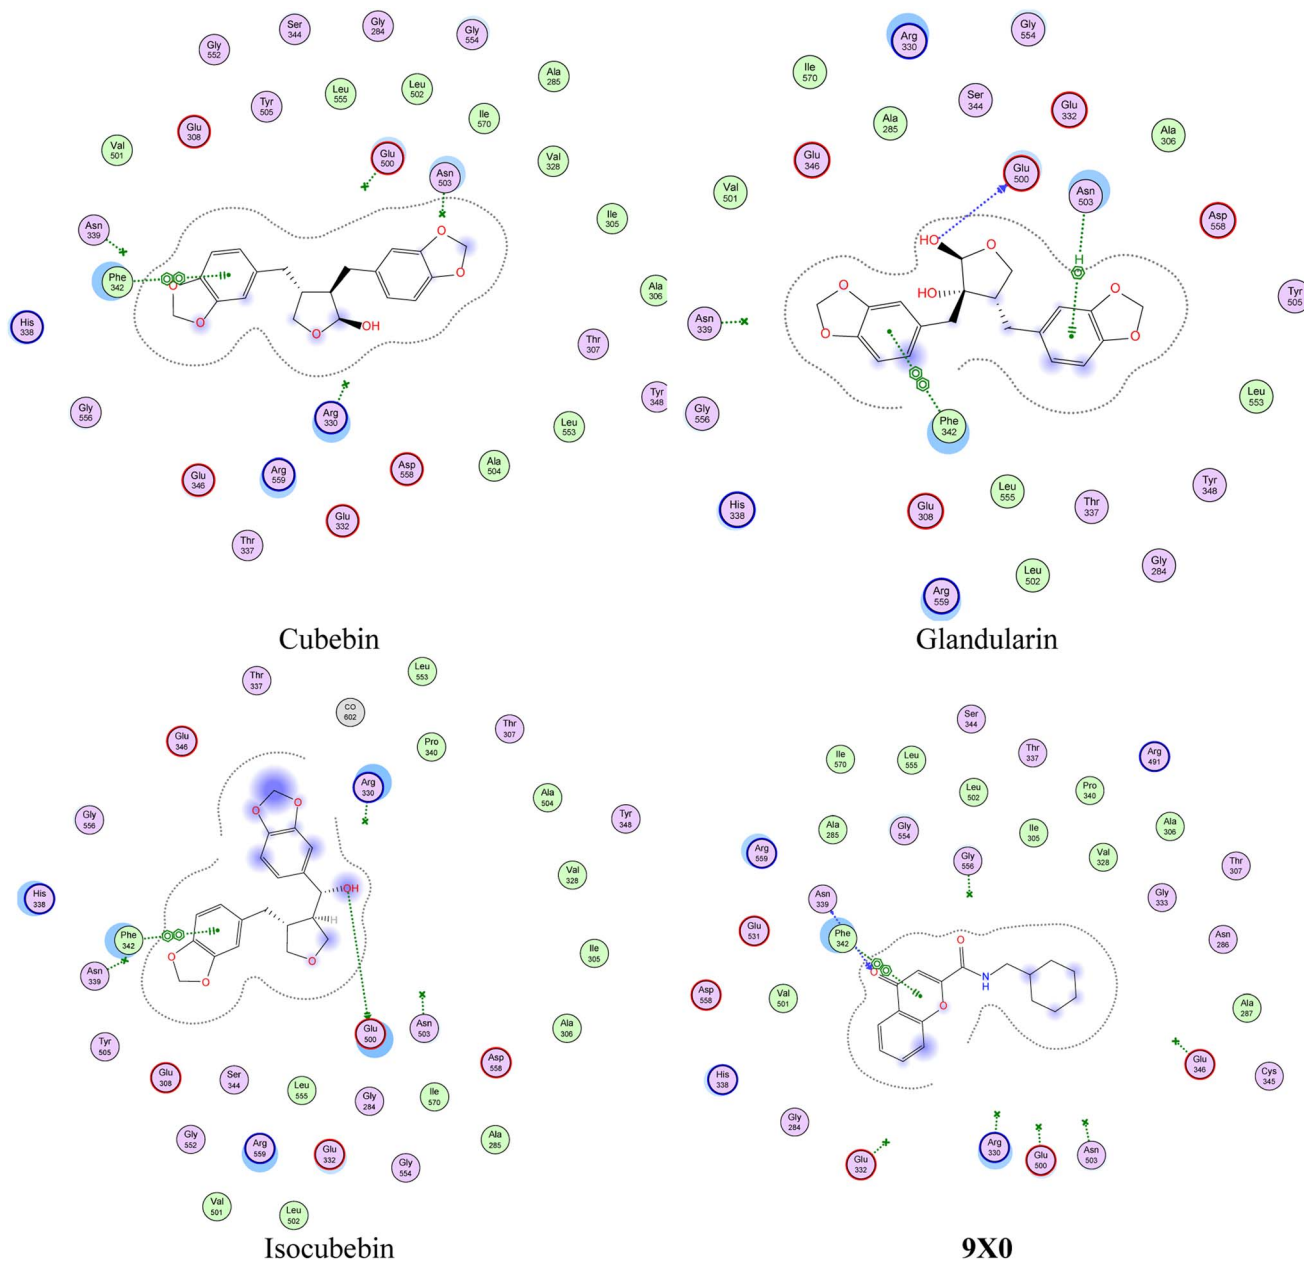 Ser 344
Gly 284
Gly 554
Gly 552
Ala 285
Leu 555
Leu 502
Tyr 505
Ile 570
Glu 308
Val 501
Glu 500
Val 328
Asn 503
Ile 305
Asn 339
Phe 342
O
O
O
O
O
OH
Ala 306
His 338
Thr 307
Tyr 348
Arg 330
Gly 556
Leu 553
Glu 346
Arg 559
Asp 558
Ala 504
Glu 332
Thr 337
Cubebin
Arg 330
Gly 554
Ile 570
Ser 344
Glu 332
Ala 285
Ala 306
Glu 346
Glu 500
Val 501
Asn 503
Asp 558
HO
O
H
HO
O
O
O
O
Tyr 505
Asn 339
Gly 556
Phe 342
Leu 553
Leu 555
Tyr 348
His 338
Glu 308
Thr 337
Gly 284
Leu 502
Arg 559
Glandularin
Leu 553
Thr 337
CO 602
Thr 307
Glu 346
Pro 340
Arg 330
Ala 504
Gly 556
Tyr 348
O
O
Val 328
His 338
OH
H
Phe 342
Ile 305
Asn 339
O
O
O
Glu 500
Asn 503
Ala 306
Tyr 505
Asp 558
Glu 308
Ser 344
Leu 555
Gly 284
Ile 570
Gly 552
Arg 559
Glu 332
Gly 554
Ala 285
Val 501
Leu 502
Isocubebin
Ser 344
Thr 337
Arg 491
Ile 570
Leu 555
Leu 502
Pro 340
Ala 285
Gly 554
Ile 305
Ala 306
Arg 559
Gly 556
Val 328
Thr 307
Asn 339
Gly 333
Glu 531
Phe 342
Asn 286
O
O
N
H
O
Asp 558
Val 501
Ala 287
Glu 346
Cys 345
His 338
Gly 284
Arg 330
Glu 500
Asn 503
Glu 332
9X0